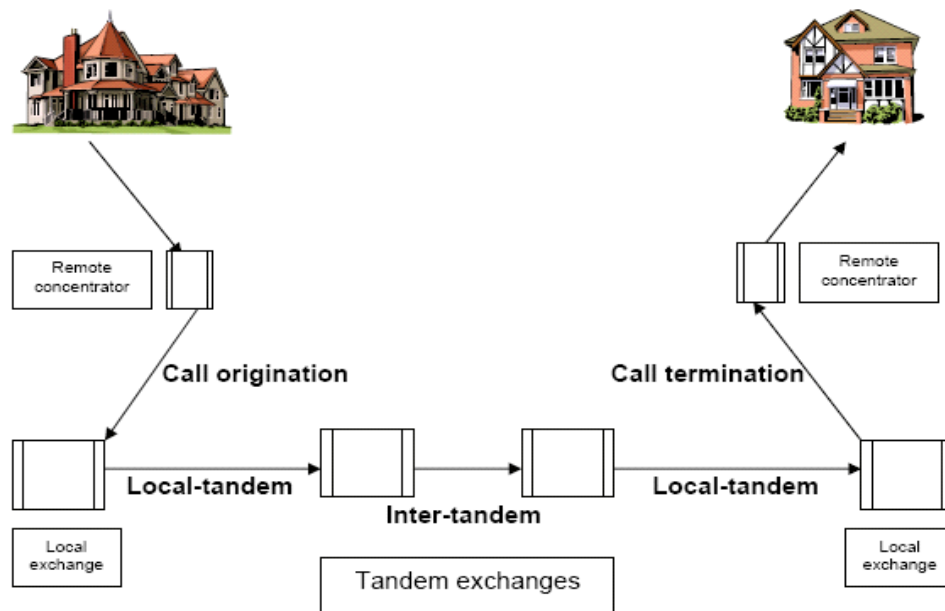 Remote
concentrator
Remote
concentrator
Call origination
Call termination
Local-tandem
Inter-tandem
Local-tandem
Local
exchange
Tandem exchanges
Local
exchange